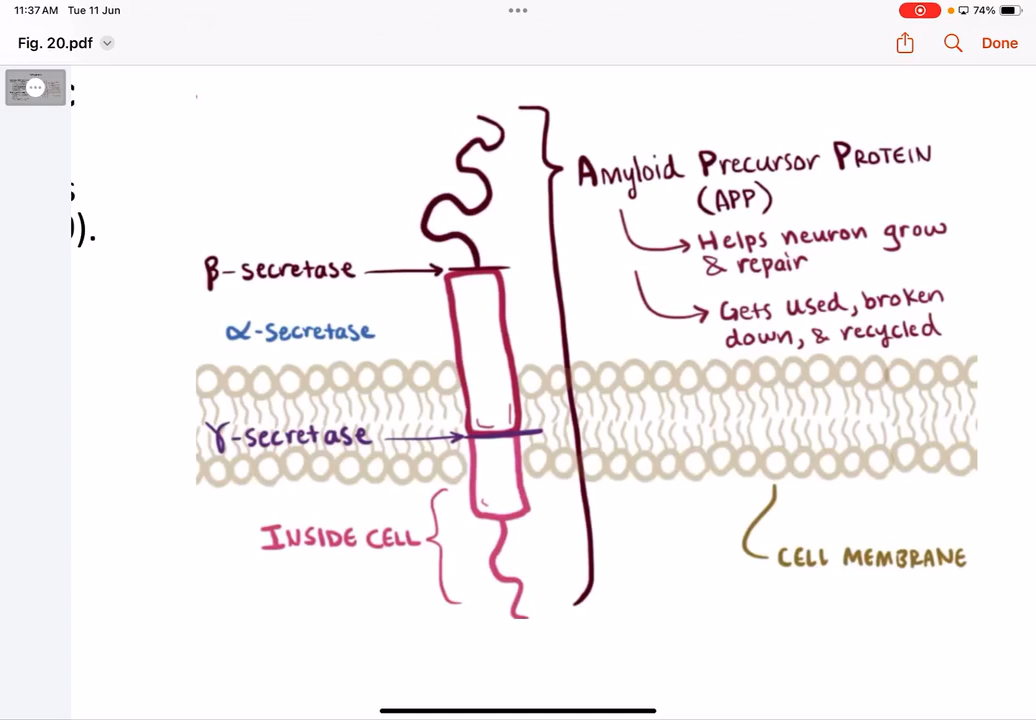 11:37 AM Tue 11 Jun
74%
Fig. 20.pdf
Done
).
AMyloid PRecursor PROTEIN
(APP)
HeLps neuron grow
& repair
Gets used, broken
down, & recycled
β-secretase
α-secretase
γ-secretase
INSIDE CELL
CELL MEMBRANE